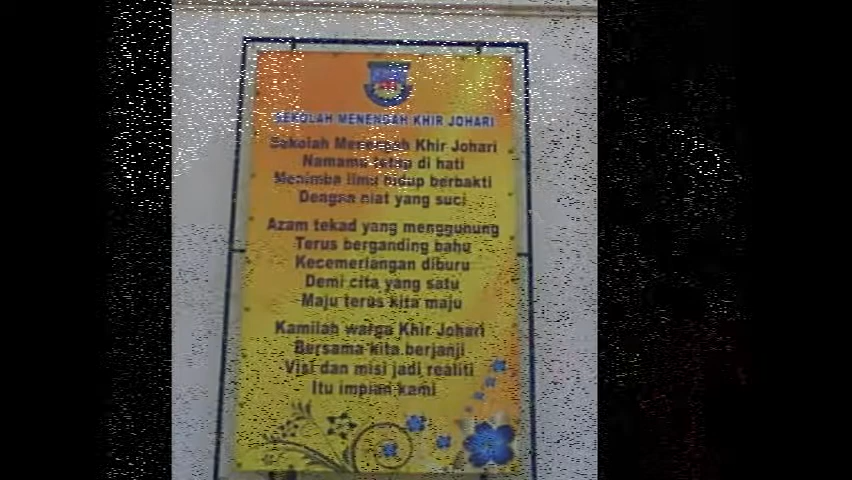 SEKOLAH MENENGAH KHIR JOHARI
Sekolah Menengah Khir Johari
Namamu tetap di hati
Menimba ilmu hidup berbakti
Dengan niat yang suci
Azam tekad yang menggunung
Terus berganding bahu
Kecemerlangan diburu
Demi cita yang satu
Maju terus kita maju
Kamilah warga Khir Johari
Bersama kita berjanji
Visi dan misi jadi realiti
Itu impian kami